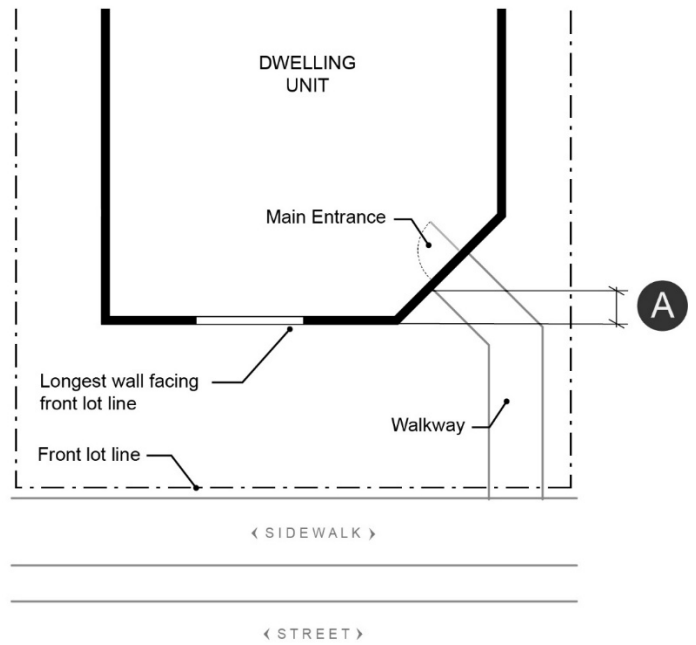 DWELLING
UNIT
Main Entrance
A
Longest wall facing
front lot line
Walkway
Front lot line
SIDEWALK
STREET